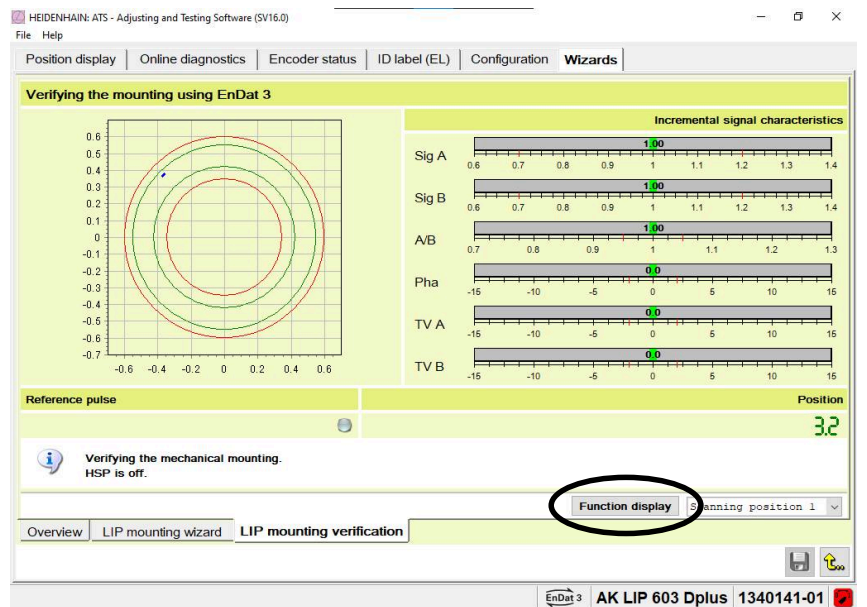 HEIDENHAIN: ATS - Adjusting and Testing Software (SV16.0)
File Help
Position display Online diagnostics Encoder status ID label (EL) Configuration Wizards
Verifying the mounting using EnDat 3
Incremental signal characteristics
0.6
0.5
0.4
0.3
0.2
0.1
0
-0.1
-0.2
-0.3
-0.4
-0.5
-0.6
-0.7
-0.6 -0.4 -0.2 0 0.2 0.4 0.6
1.00
Sig A
0.6 0.7 0.8 0.9 1 1.1 1.2 1.3 1.4
1.00
Sig B
0.6 0.7 0.8 0.9 1 1.1 1.2 1.3 1.4
1.00
A/B
0.7 0.8 0.9 1 1.1 1.2 1.3
0.0
Pha
-15 -10 -5 0 5 10 15
0.0
TV A
-15 -10 -5 0 5 10 15
0.0
TV B
-15 -10 -5 0 5 10 15
Reference pulse Position
3.2
Verifying the mechanical mounting.
HSP is off.
Function display Scanning position 1
Overview LIP mounting wizard LIP mounting verification
EnDat 3 AK LIP 603 Dplus 1340141-01